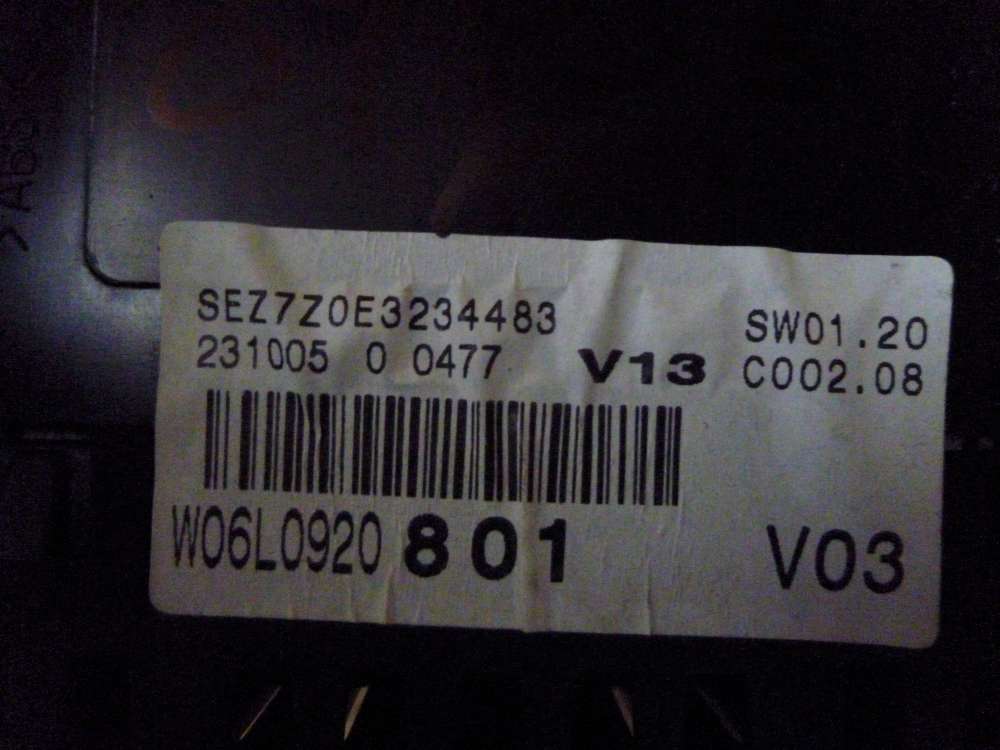 SEZ7Z0E3234483
231005 0 0477 V13
SW01.20
C002.08
W06L0920 801
V03